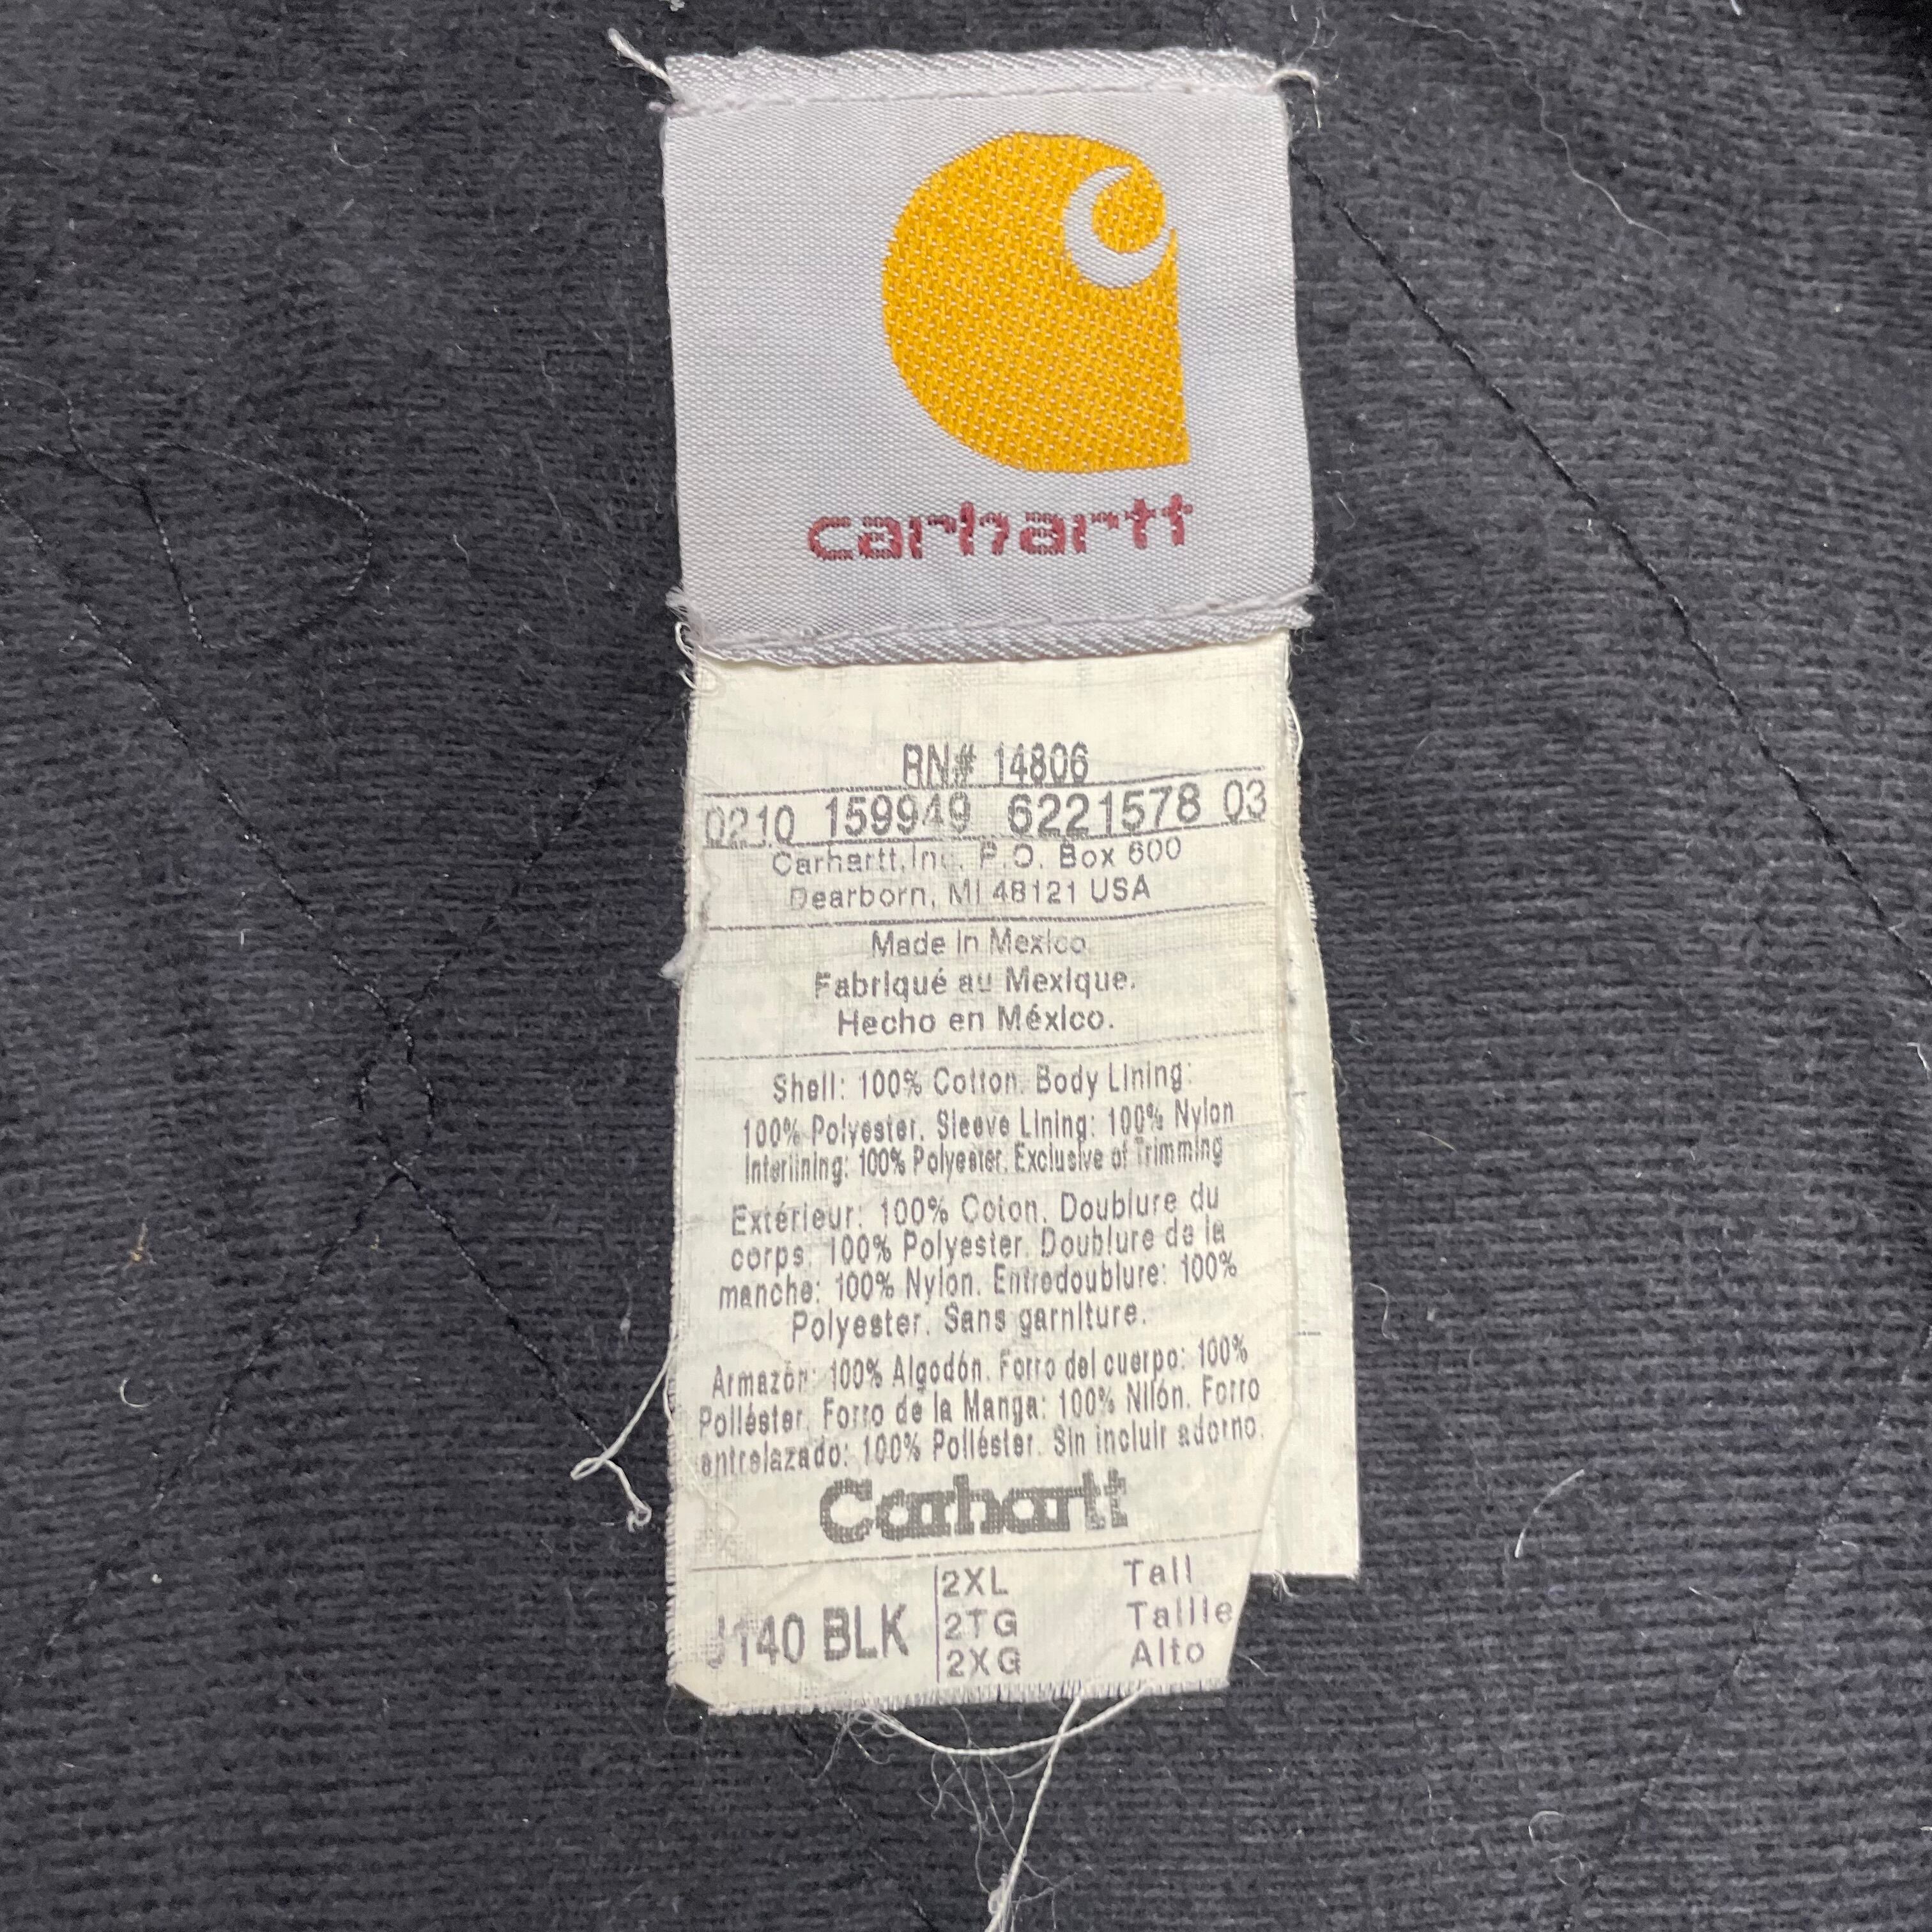 carhartt
RN# 14806
0210 159949 6221578 03
Carhartt, Inc. P.O. Box 600
Dearborn, MI 48121 USA
Made in Mexico.
Fabriqué au Mexique.
Hecho en México.
Shell: 100% Cotton. Body Lining:
100% Polyester. Sleeve Lining: 100% Nylon
Interlining: 100% Polyester. Exclusive of Trimming
Extérieur: 100% Coton. Doublure du
corps: 100% Polyester. Doublure de la
manche: 100% Nylon. Entredoublure: 100%
Polyester. Sans garniture.
Armazón: 100% Algodón. Forro del cuerpo: 100%
Poliéster. Forro de la Manga: 100% Nilón. Forro
entrelazado: 100% Poliéster. Sin incluir adorno.
Carhartt
J140 BLK
2XL Tall
2TG Taille
2XG Alto